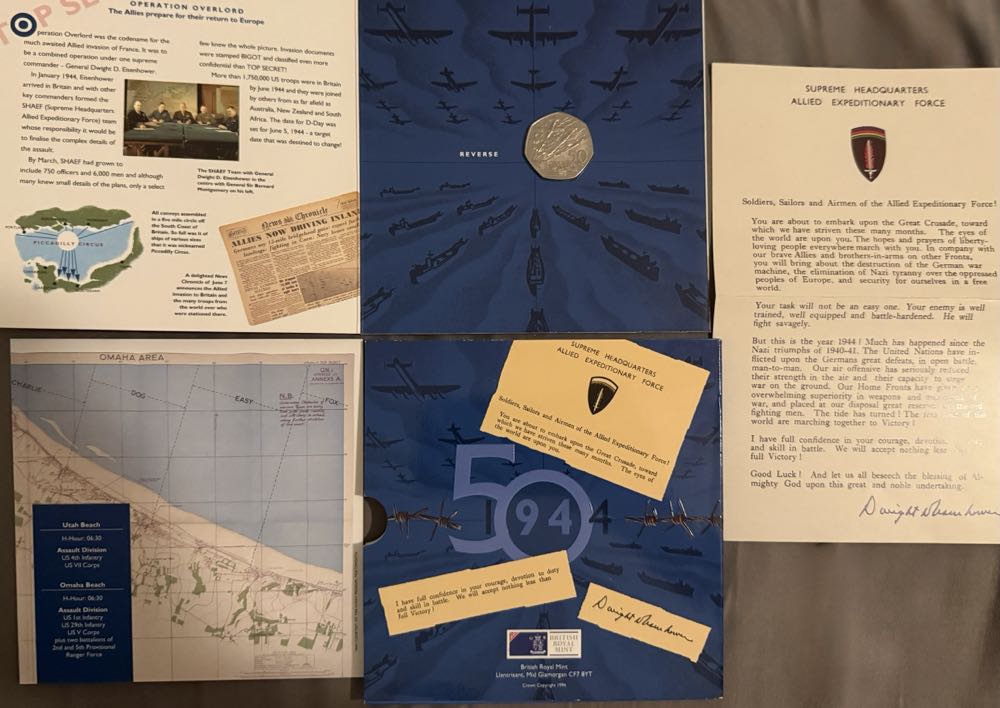 TOP SE
OPERATION OVERLORD
The Allies prepare for their return to Europe
peration Overlord was the codename for the
much awaited Allied invasion of France. It was to
be a combined operation under one supreme
commander – General Dwight D. Eisenhower.
In January 1944, Eisenhower
arrived in Britain and with other
key commanders formed the
SHAEF (Supreme Headquarters
Allied Expeditionary Force) team
whose responsibility it would be
to finalise the complete details of
the assault.
By March, SHAEF had grown to
include 750 officers and 6,000 men and although
many knew small details of the plans, only a select
few knew the whole picture. Invasion documents
were stamped BIGOT and classified even more
confidential than TOP SECRET!
More than 1,750,000 US troops were in Britain
by June 1944 and they were joined
by others from as far afield as
Australia, New Zealand and South
Africa. The date for D-Day was
set for June 5, 1944 - a target
date that was destined to change!
The SHAEF Team with General
Dwight D. Eisenhower in the
centre with General Sir Bernard
Montgomery on his left.
PICCADILLY CIRCUS
All convoys assembled
in a five mile circle off
the South Coast of
Britain. So full was it of
ships of various sizes
that it was nicknamed
Piccadilly Circus.
News Chronicle
ALLIES NOW DRIVING INLAND
A delighted News
Chronicle of June 7
announces the Allied
invasion to Britain and
the many troops from
the world over who
were stationed there.
REVERSE
50
SUPREME HEADQUARTERS
ALLIED EXPEDITIONARY FORCE
Soldiers, Sailors and Airmen of the Allied Expeditionary Force!
You are about to embark upon the Great Crusade, toward
which we have striven these many months. The eyes of
the world are upon you. The hopes and prayers of liberty-
loving people everywhere march with you. In company with
our brave Allies and brothers-in-arms on other Fronts,
you will bring about the destruction of the German war
machine, the elimination of Nazi tyranny over the oppressed
peoples of Europe, and security for ourselves in a free
world.
Your task will not be an easy one. Your enemy is well
trained, well equipped and battle-hardened. He will
fight savagely.
But this is the year 1944! Much has happened since the
Nazi triumphs of 1940-41. The United Nations have in-
flicted upon the Germans great defeats, in open battle,
man-to-man. Our air offensive has seriously reduced
their strength in the air and their capacity to wage
war on the ground. Our Home Fronts have
overwhelming superiority in weapons and
war, and placed at our disposal great
fighting men. The tide has turned! The
world are marching together to Victory!
I have full confidence in your courage,
and skill in battle. We will accept nothing less
full Victory!
Good Luck! And let us all beseech the blessing of Al-
mighty God upon this great and noble undertaking.
Dwight D Eisenhower
OMAHA AREA
ANNEXE A
CHARLIE
DOG
EASY
N.B.
FOX
Utah Beach
H-Hour: 06:30
Assault Division
US 4th Infantry
US VII Corps
Omaha Beach
H-Hour: 06:30
Assault Division
US 1st Infantry
US 29th Infantry
US V Corps
plus two battalions of
2nd and 5th Provisional
Ranger Force
SUPREME HEADQUARTERS
ALLIED EXPEDITIONARY FORCE
Soldiers, Sailors and Airmen of the Allied Expeditionary Force!
You are about to embark upon the Great Crusade, toward
which we have striven these many months. The eyes of
the world are upon you.
50
1944
I have full confidence in your courage, devotion to duty
and skill in battle. We will accept nothing less than
full Victory!
Dwight D Eisenhower
BRITISH
ROYAL
MINT
British Royal Mint
Llantrisant, Mid Glamorgan CF7 8YT
Crown Copyright 1994